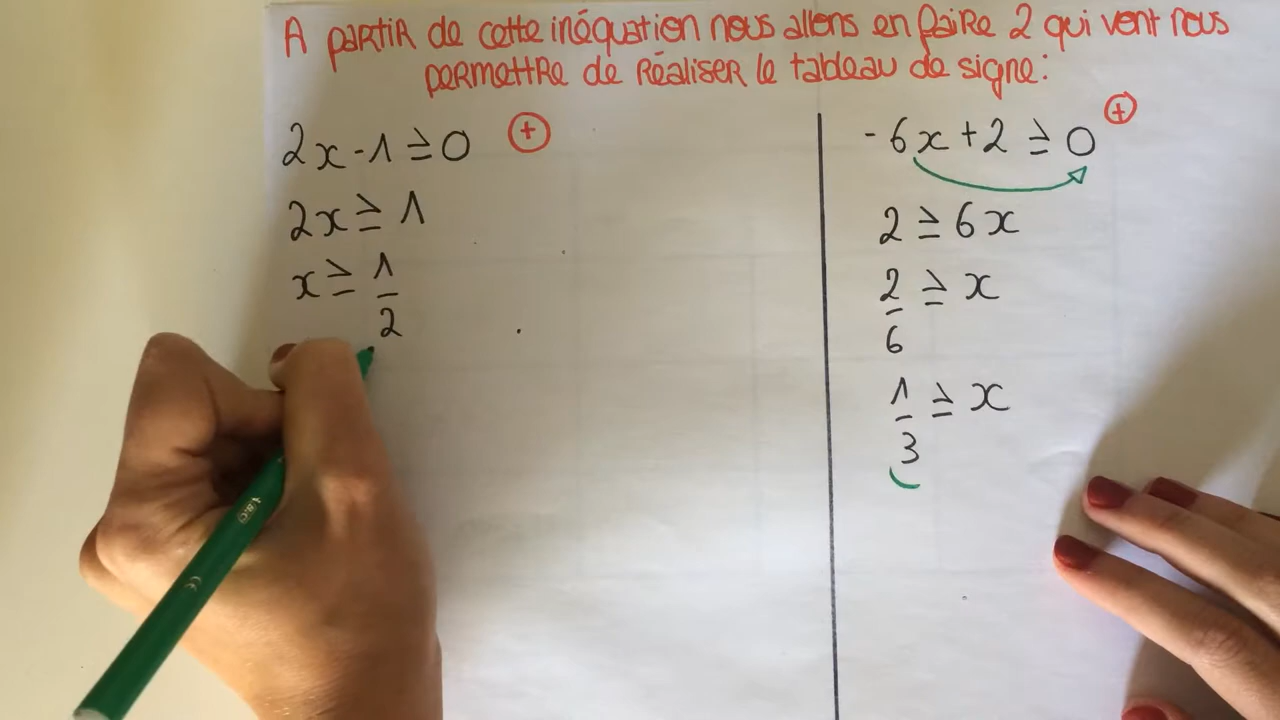 A partir de cette inéquation nous allons en faire 2 qui vont nous
permettre de réaliser le tableau de signe :
2x - 1 ≥ 0 ⊕
2x ≥ 1
x ≥ 1/2
-6x + 2 ≥ 0 ⊕
2 ≥ 6x
2/6 ≥ x
1/3 ≥ x
BIC